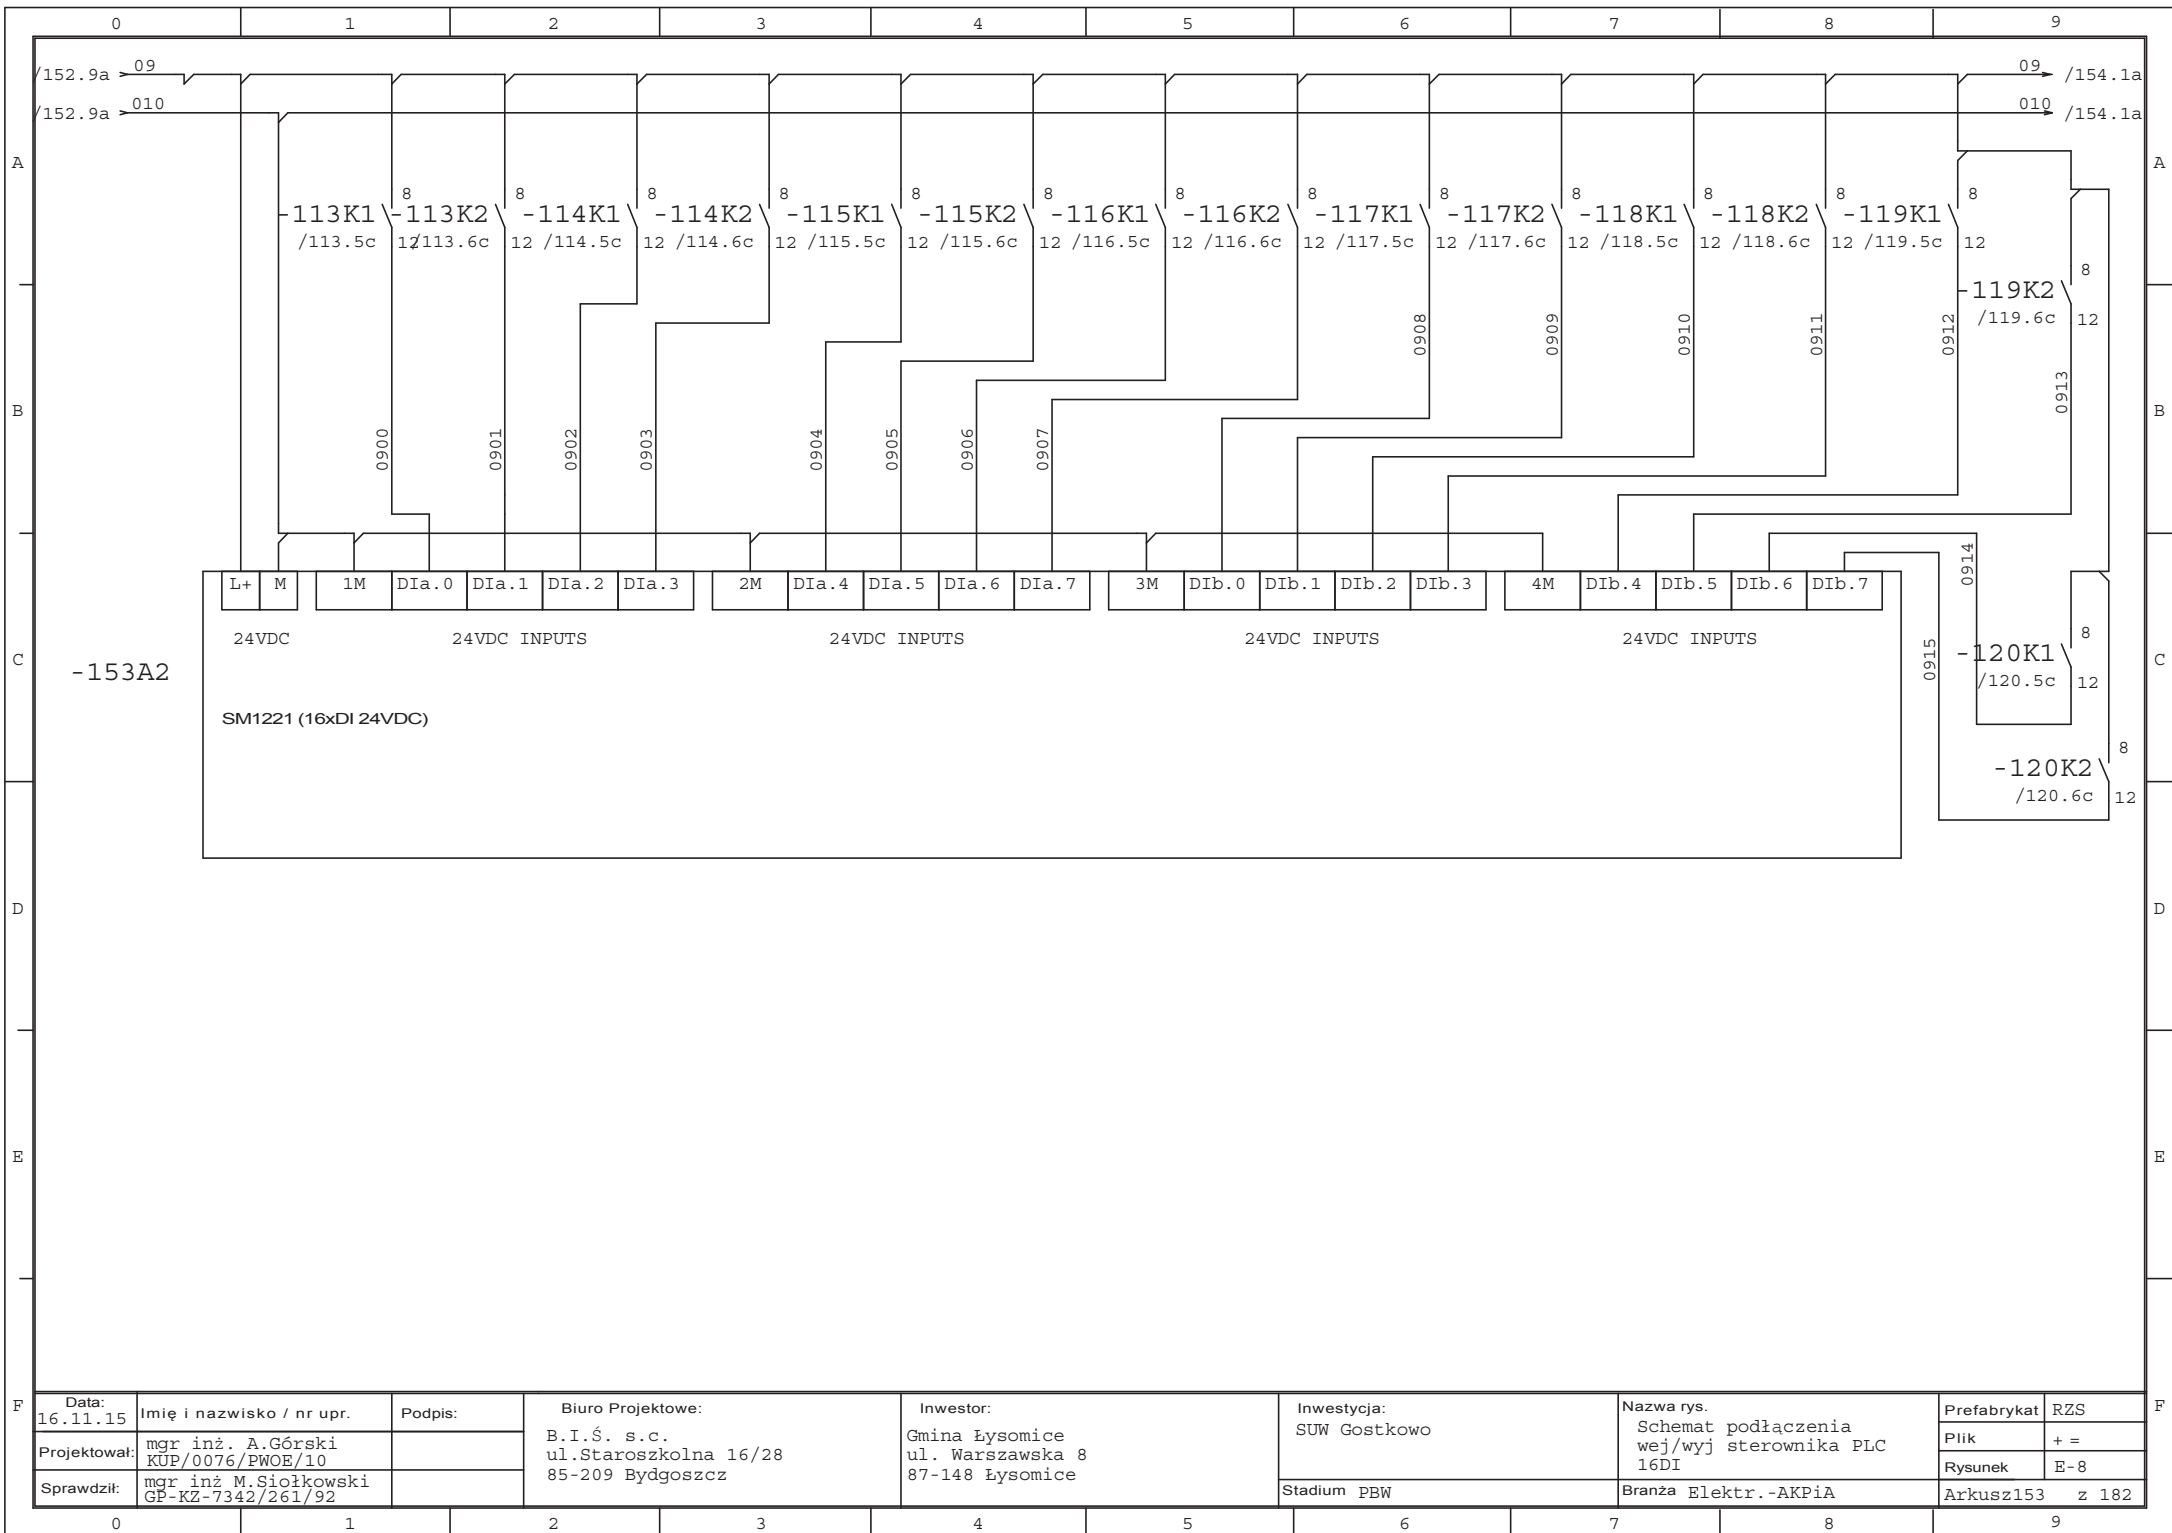 0 1 2 3 4 5 6 7 8 9
/152.9a 09 09 /154.1a
/152.9a 010 010 /154.1a
A A
8 8 8 8 8 8 8 8 8 8 8 8 8
-113K1 -113K2 -114K1 -114K2 -115K1 -115K2 -116K1 -116K2 -117K1 -117K2 -118K1 -118K2 -119K1
/113.5c 12 /113.6c 12 /114.5c 12 /114.6c 12 /115.5c 12 /115.6c 12 /116.5c 12 /116.6c 12 /117.5c 12 /117.6c 12 /118.5c 12 /118.6c 12 /119.5c 12
8
-119K2
/119.6c 12
0908 0909 0910 0911 0912
0913
B B
0900 0901 0902 0903 0904 0905 0906 0907
0914
L+ M 1M DIa.0 DIa.1 DIa.2 DIa.3 2M DIa.4 DIa.5 DIa.6 DIa.7 3M DIb.0 DIb.1 DIb.2 DIb.3 4M DIb.4 DIb.5 DIb.6 DIb.7
24VDC 24VDC INPUTS 24VDC INPUTS 24VDC INPUTS 24VDC INPUTS
8
C 0915 -120K1 C
-153A2 /120.5c 12
SM1221 (16xDI 24VDC)
8
-120K2
/120.6c 12
D D
E E
F F
Data:
16.11.15
Imię i nazwisko / nr upr.
Podpis:
Projektował:
mgr inż. A.Górski
KUP/0076/PWOE/10
Sprawdził:
mgr inż M.Siołkowski
GP-KZ-7342/261/92
Biuro Projektowe:
B.I.Ś. s.c.
ul.Staroszkolna 16/28
85-209 Bydgoszcz
Inwestor:
Gmina Łysomice
ul. Warszawska 8
87-148 Łysomice
Inwestycja:
SUW Gostkowo
Stadium PBW
Nazwa rys.
Schemat podłączenia
wej/wyj sterownika PLC
16DI
Branża Elektr.-AKPiA
Prefabrykat RZS
Plik + =
Rysunek E-8
Arkusz153 z 182
0 1 2 3 4 5 6 7 8 9